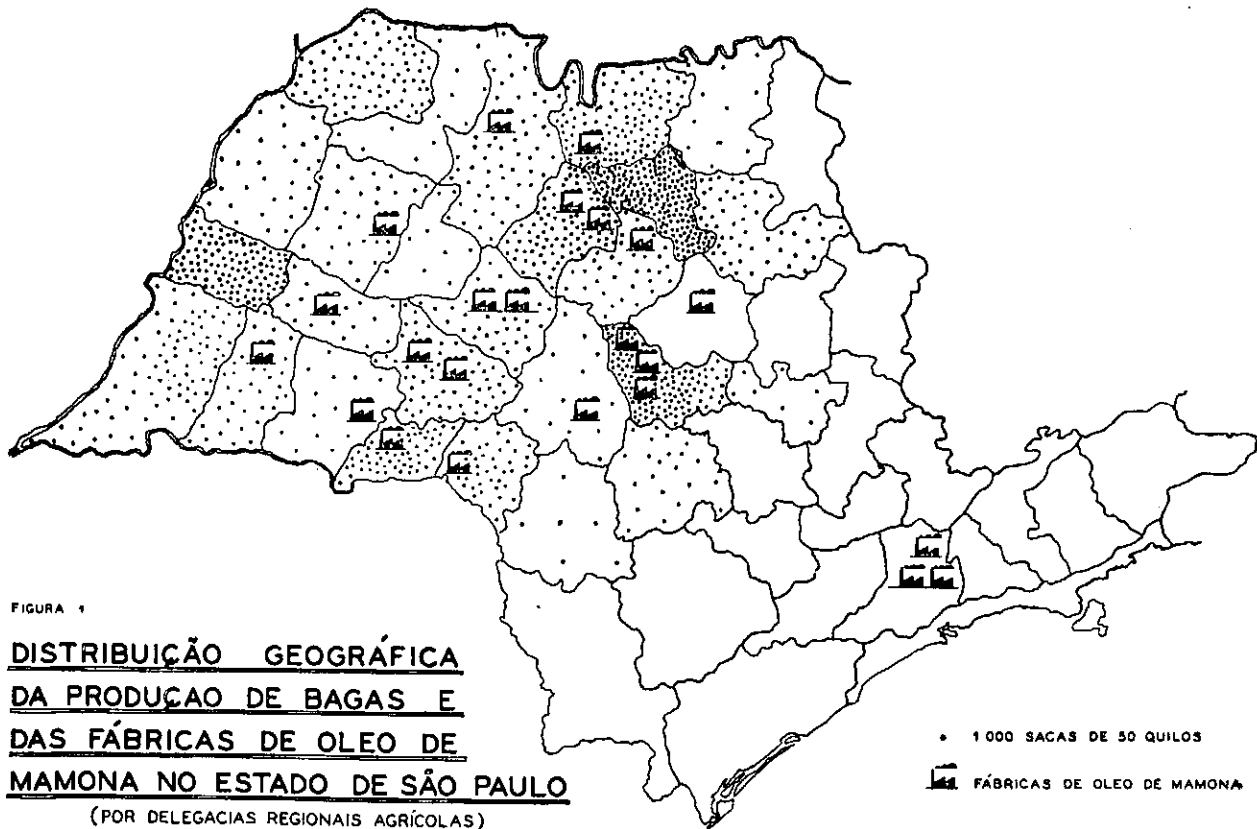 FIGURA 1
DISTRIBUIÇÃO GEOGRÁFICA
DA PRODUÇAO DE BAGAS E
DAS FÁBRICAS DE OLEO DE
MAMONA NO ESTADO DE SÃO PAULO
(POR DELEGACIAS REGIONAIS AGRÍCOLAS)
1 000 SACAS DE 50 QUILOS
FÁBRICAS DE OLEO DE MAMONA